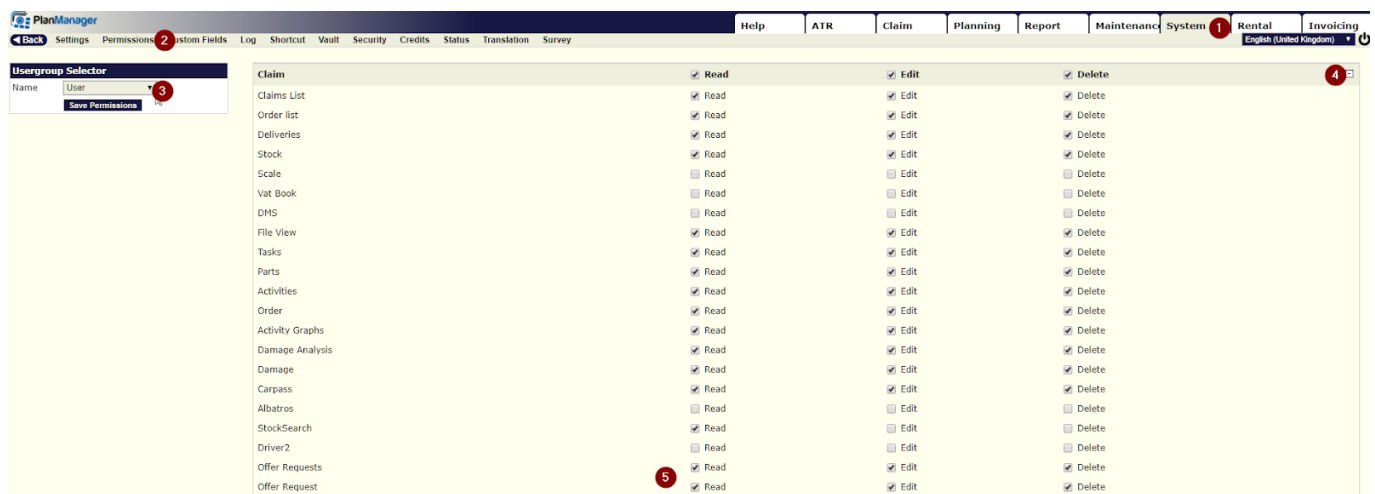 PlanManager
Help ATR Claim Planning Report Maintenanc System 1 Rental Invoicing
Back Settings Permissions 2 ustom Fields Log Shortcut Vault Security Credits Status Translation Survey English (United Kingdom)
Usergroup Selector
Name User 3
Save Permissions
Claim Read Edit Delete 4
Claims List Read Edit Delete
Order list Read Edit Delete
Deliveries Read Edit Delete
Stock Read Edit Delete
Scale Read Edit Delete
Vat Book Read Edit Delete
DMS Read Edit Delete
File View Read Edit Delete
Tasks Read Edit Delete
Parts Read Edit Delete
Activities Read Edit Delete
Order Read Edit Delete
Activity Graphs Read Edit Delete
Damage Analysis Read Edit Delete
Damage Read Edit Delete
Carpass Read Edit Delete
Albatros Read Edit Delete
StockSearch Read Edit Delete
Driver2 Read Edit Delete
Offer Requests Read Edit Delete
5
Offer Request Read Edit Delete